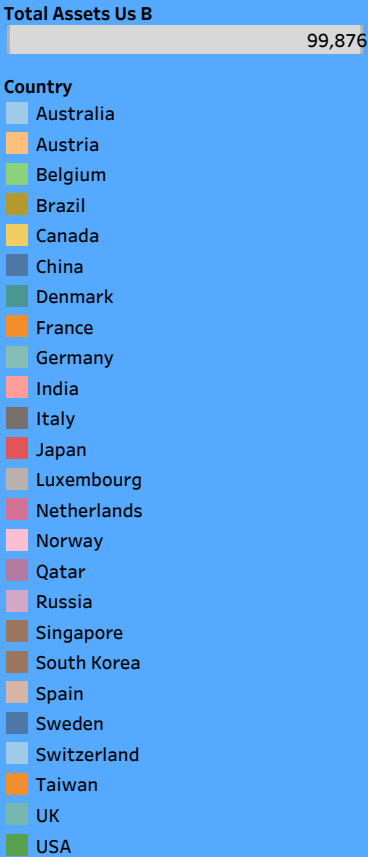 Total Assets Us B
99,876
Country
Australia
Austria
Belgium
Brazil
Canada
China
Denmark
France
Germany
India
Italy
Japan
Luxembourg
Netherlands
Norway
Qatar
Russia
Singapore
South Korea
Spain
Sweden
Switzerland
Taiwan
UK
USA